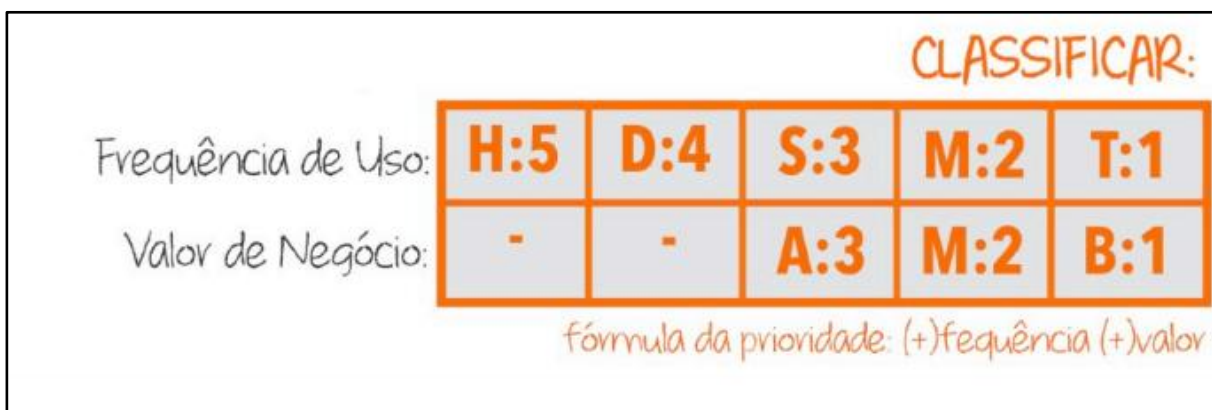 CLASSIFICAR:
Frequência de Uso: H:5 D:4 S:3 M:2 T:1
Valor de Negócio: - - A:3 M:2 B:1
fórmula da prioridade: (+)fequência (+)valor